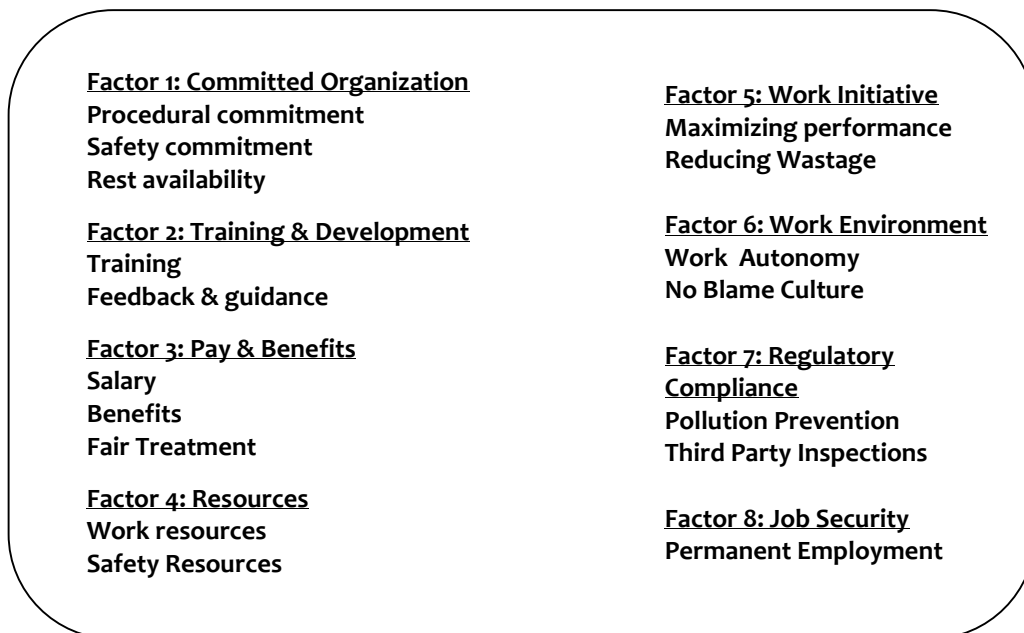 Factor 1: Committed Organization
Procedural commitment
Safety commitment
Rest availability
Factor 2: Training & Development
Training
Feedback & guidance
Factor 3: Pay & Benefits
Salary
Benefits
Fair Treatment
Factor 4: Resources
Work resources
Safety Resources
Factor 5: Work Initiative
Maximizing performance
Reducing Wastage
Factor 6: Work Environment
Work  Autonomy
No Blame Culture
Factor 7: Regulatory
Compliance
Pollution Prevention
Third Party Inspections
Factor 8: Job Security
Permanent Employment